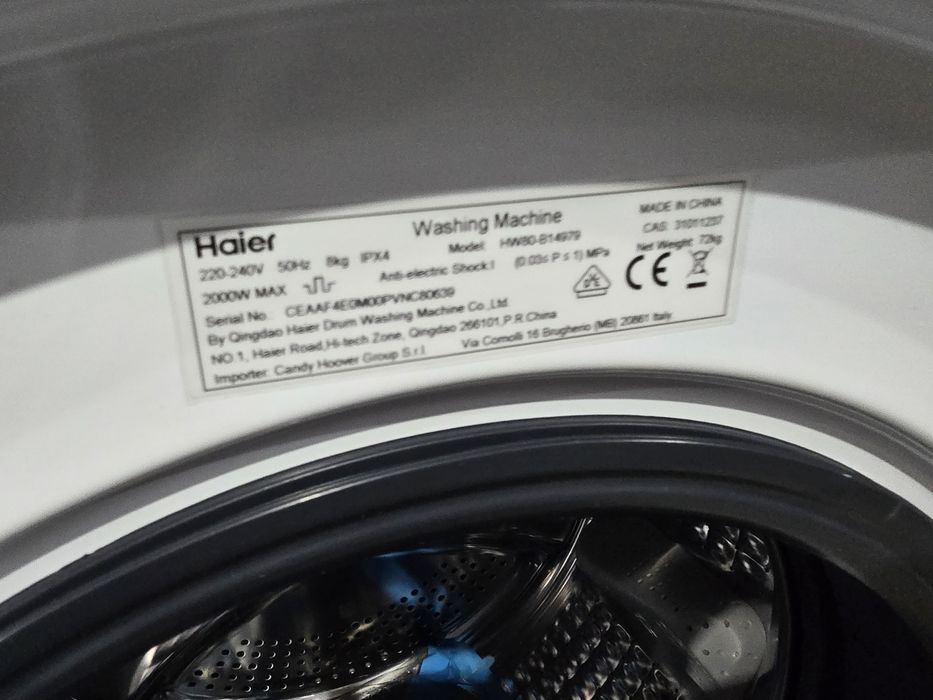 Haier
Washing Machine
MADE IN CHINA
220-240V 50Hz 8kg IPX4
Model: HW80-B14979
CAS: 31011237
2000W MAX
Anti-electric Shock:I
(0.03≤ P ≤ 1) MPa
Net Weight: 72kg
CE
Serial No. CEAAF4E0M00PVNC80639
By Qingdao Haier Drum Washing Machine Co.,Ltd
NO.1, Haier Road,Hi-tech Zone, Qingdao 266101,P.R.China
Importer: Candy Hoover Group S.r.l Via Comolli 16 Brugherio (MB) 20861 Italy